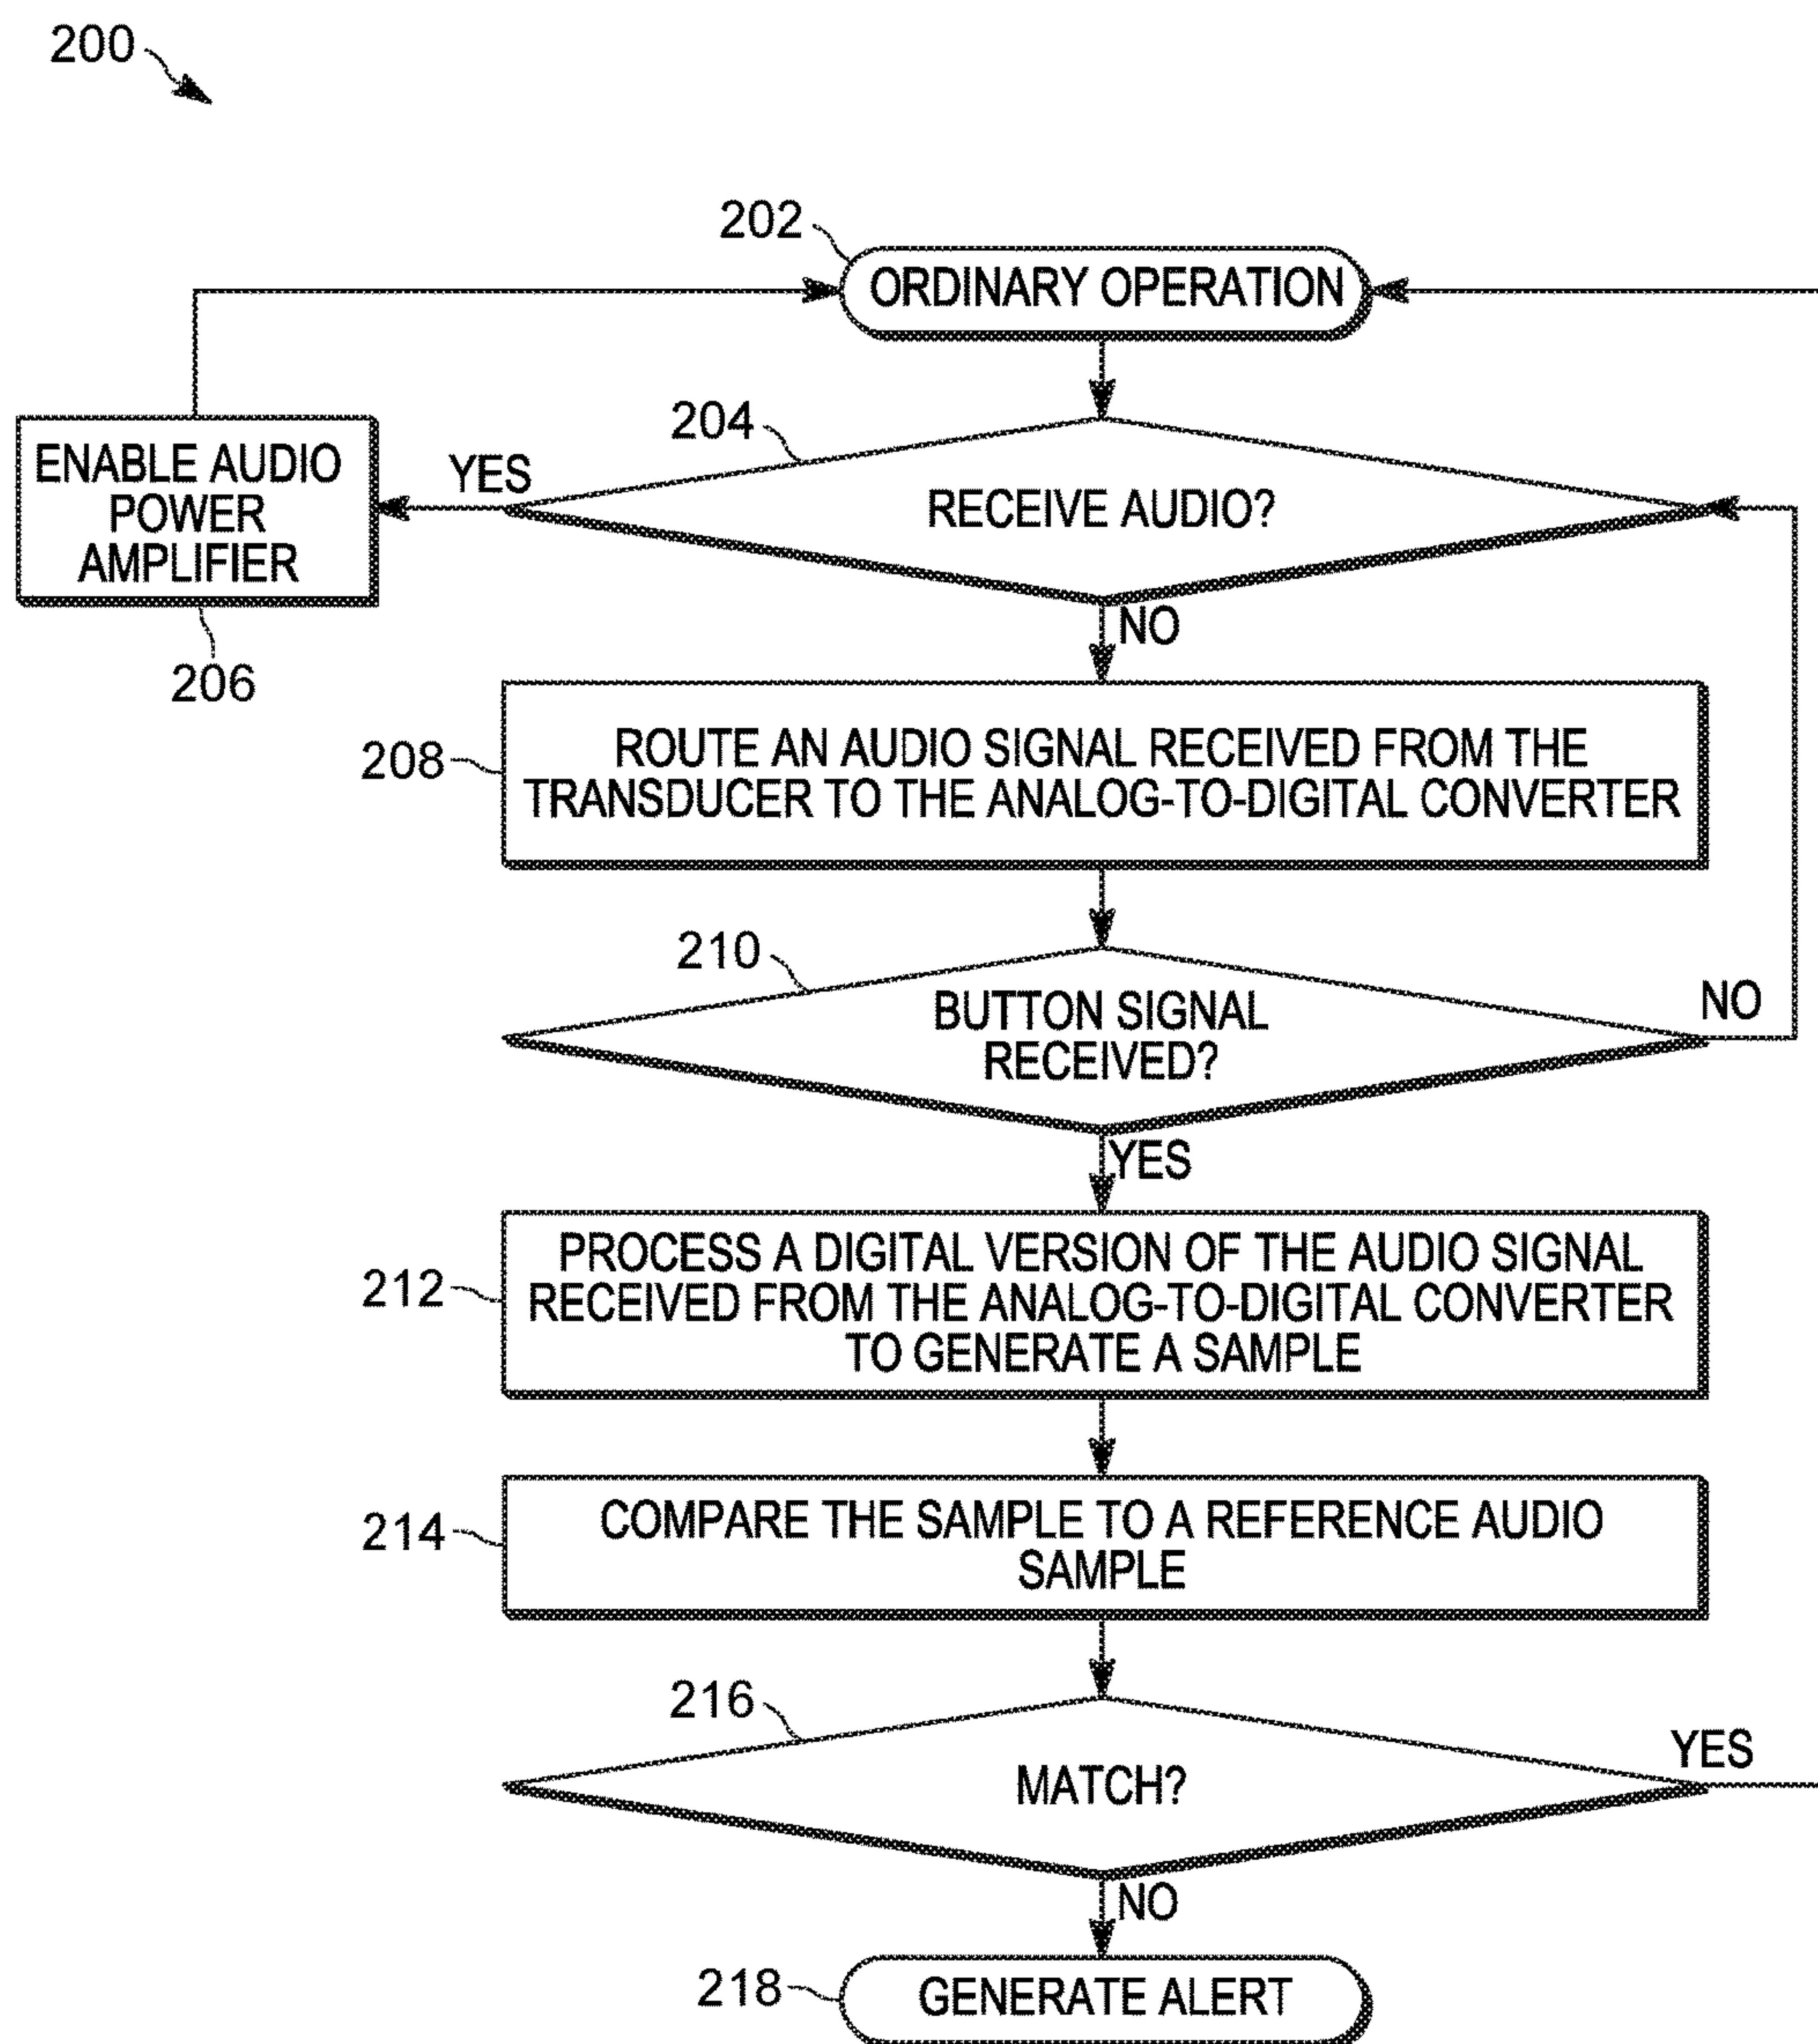 200
202
ORDINARY OPERATION
204
RECEIVE AUDIO?
YES
ENABLE AUDIO
POWER
AMPLIFIER
206
NO
208
ROUTE AN AUDIO SIGNAL RECEIVED FROM THE
TRANSDUCER TO THE ANALOG-TO-DIGITAL CONVERTER
210
BUTTON SIGNAL
RECEIVED?
NO
YES
212
PROCESS A DIGITAL VERSION OF THE AUDIO SIGNAL
RECEIVED FROM THE ANALOG-TO-DIGITAL CONVERTER
TO GENERATE A SAMPLE
214
COMPARE THE SAMPLE TO A REFERENCE AUDIO
SAMPLE
216
MATCH?
YES
NO
218
GENERATE ALERT